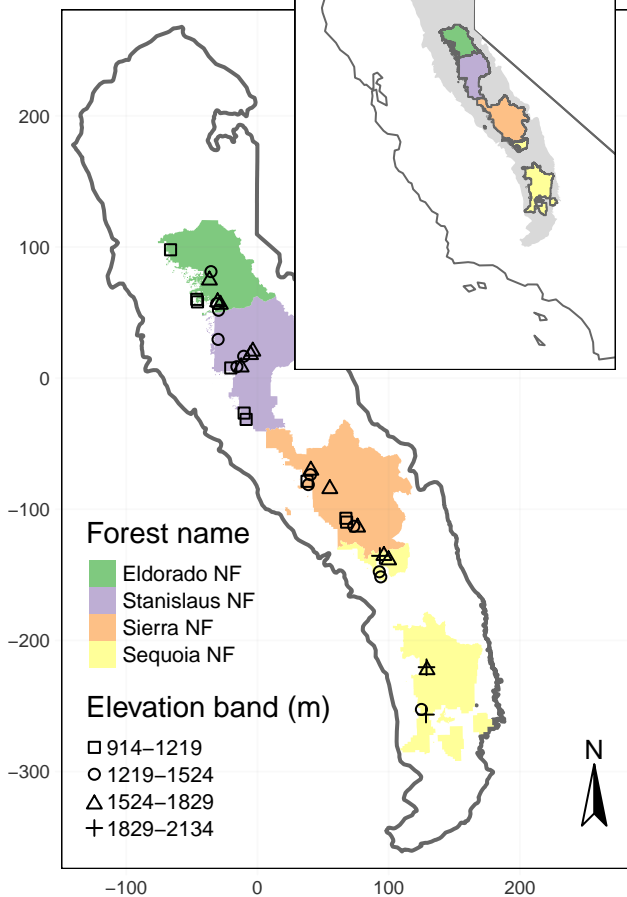 200
100
0
−100
−200
−300
Forest name
Eldorado NF
Stanislaus NF
Sierra NF
Sequoia NF
Elevation band (m)
914−1219
1219−1524
1524−1829
1829−2134
N
−100 0 100 200